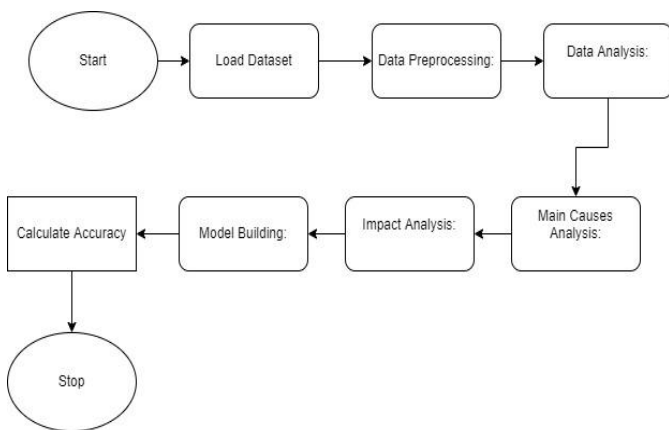 Start
Load Dataset
Data Preprocessing:
Data Analysis:
Main Causes
Analysis:
Impact Analysis:
Model Building:
Calculate Accuracy
Stop